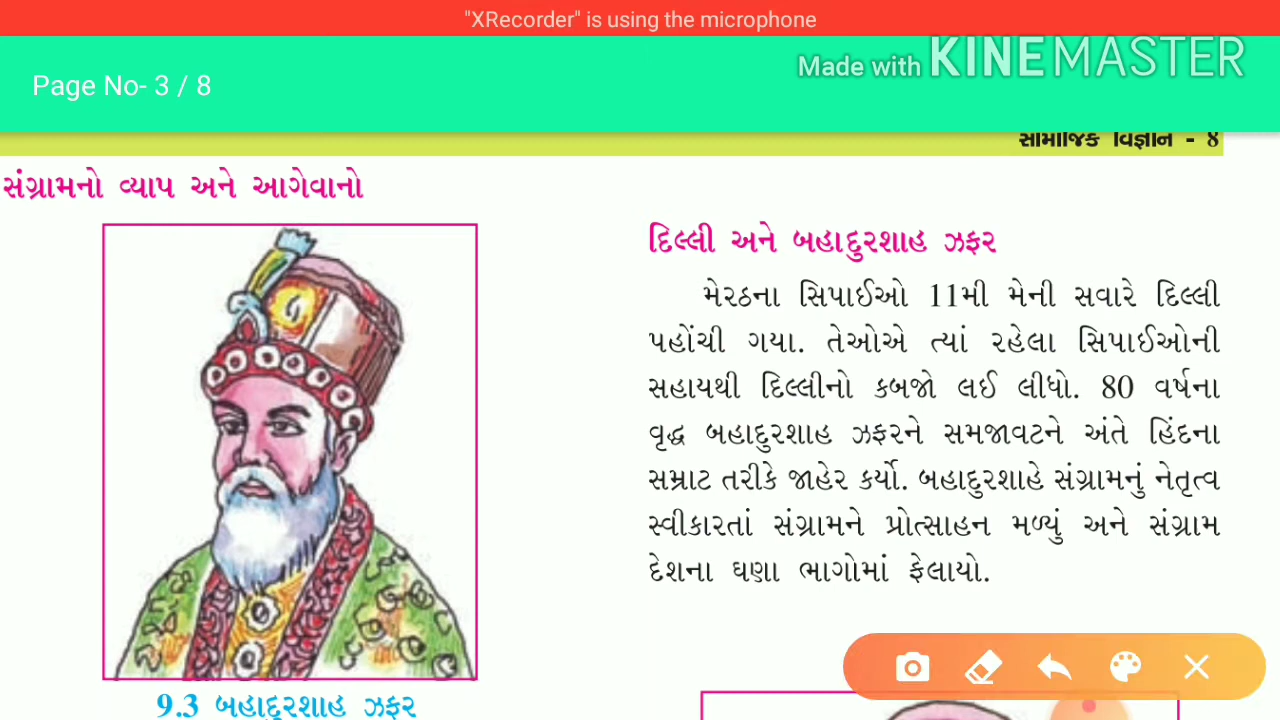 "XRecorder" is using the microphone
Made with KINEMASTER
Page No- 3 / 8
સામાજિક વિજ્ઞાન - 8
સંગ્રામનો વ્યાપ અને આગેવાનો
દિલ્લી અને બહાદુરશાહ ઝફર
મેરઠના સિપાઈઓ 11મી મેની સવારે દિલ્લી
પહોંચી ગયા. તેઓએ ત્યાં રહેલા સિપાઈઓની
સહાયથી દિલ્લીનો કબજો લઈ લીધો. 80 વર્ષના
વૃદ્ધ બહાદુરશાહ ઝફરને સમજાવટને અંતે હિંદના
સમ્રાટ તરીકે જાહેર કર્યો. બહાદુરશાહે સંગ્રામનું નેતૃત્વ
સ્વીકારતાં સંગ્રામને પ્રોત્સાહન મળ્યું અને સંગ્રામ
દેશના ઘણા ભાગોમાં ફેલાયો.
9.3 બહાદુરશાહ ઝફર